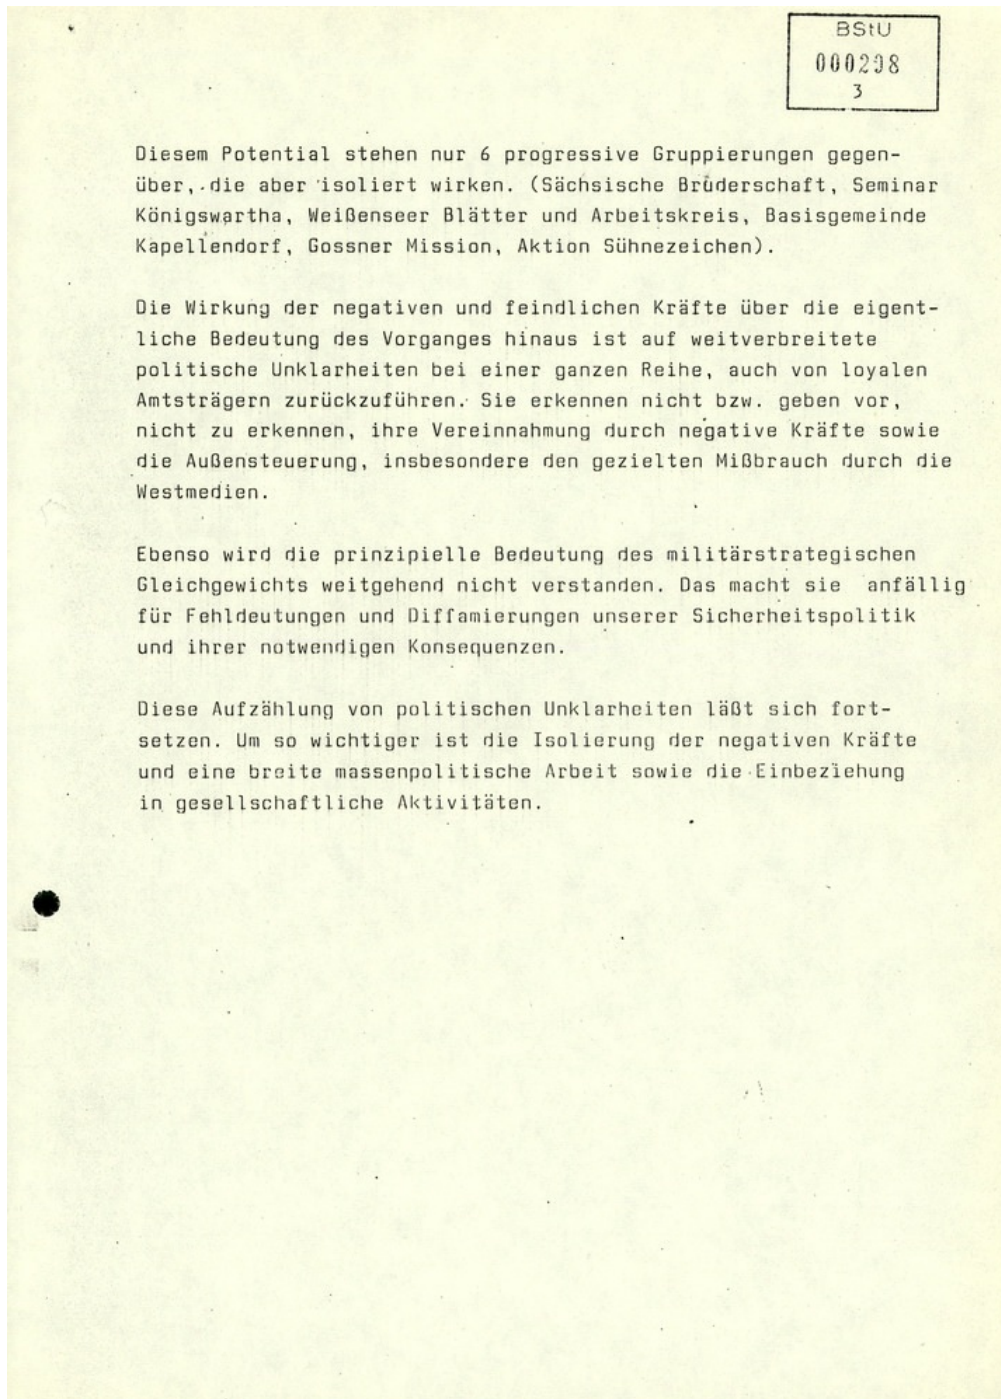 BStU
000208
3
Diesem Potential stehen nur 6 progressive Gruppierungen gegen-
über, die aber isoliert wirken. (Sächsische Brüderschaft, Seminar
Königswartha, Weißenseer Blätter und Arbeitskreis, Basisgemeinde
Kapellendorf, Gossner Mission, Aktion Sühnezeichen).
Die Wirkung der negativen und feindlichen Kräfte über die eigent-
liche Bedeutung des Vorganges hinaus ist auf weitverbreitete
politische Unklarheiten bei einer ganzen Reihe, auch von loyalen
Amtsträgern zurückzuführen. Sie erkennen nicht bzw. geben vor,
nicht zu erkennen, ihre Vereinnahmung durch negative Kräfte sowie
die Außensteuerung, insbesondere den gezielten Mißbrauch durch die
Westmedien.
Ebenso wird die prinzipielle Bedeutung des militärstrategischen
Gleichgewichts weitgehend nicht verstanden. Das macht sie anfällig
für Fehldeutungen und Diffamierungen unserer Sicherheitspolitik
und ihrer notwendigen Konsequenzen.
Diese Aufzählung von politischen Unklarheiten läßt sich fort-
setzen. Um so wichtiger ist die Isolierung der negativen Kräfte
und eine breite massenpolitische Arbeit sowie die Einbeziehung
in gesellschaftliche Aktivitäten.